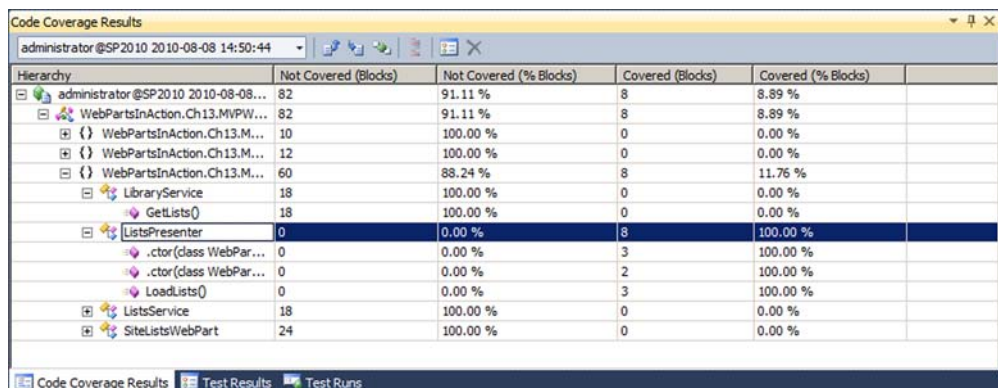 Code Coverage Results
administrator@SP2010 2010-08-08 14:50:44
Hierarchy Not Covered (Blocks) Not Covered (% Blocks) Covered (Blocks) Covered (% Blocks)
administrator@SP2010 2010-08-08... 82 91.11 % 8 8.89 %
WebPartsInAction.Ch13.MVPW... 82 91.11 % 8 8.89 %
{} WebPartsInAction.Ch13.M... 10 100.00 % 0 0.00 %
{} WebPartsInAction.Ch13.M... 12 100.00 % 0 0.00 %
{} WebPartsInAction.Ch13.M... 60 88.24 % 8 11.76 %
LibraryService 18 100.00 % 0 0.00 %
GetLists() 18 100.00 % 0 0.00 %
ListsPresenter 0 0.00 % 8 100.00 %
.ctor(class WebPar... 0 0.00 % 3 100.00 %
.ctor(class WebPar... 0 0.00 % 2 100.00 %
LoadLists() 0 0.00 % 3 100.00 %
ListsService 18 100.00 % 0 0.00 %
SiteListsWebPart 24 100.00 % 0 0.00 %
Code Coverage Results Test Results Test Runs